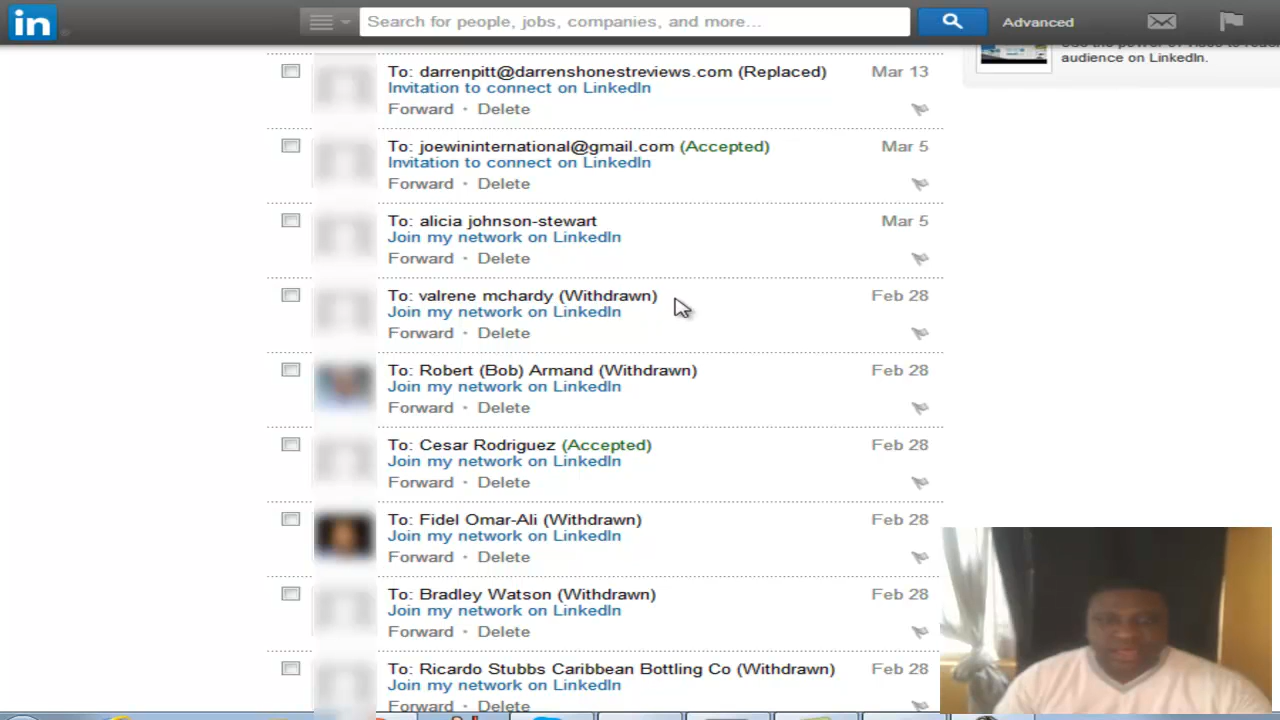 in
Search for people, jobs, companies, and more...
Advanced
audience on LinkedIn.
To: darrenpitt@darrenshonestreviews.com (Replaced) Mar 13
Invitation to connect on LinkedIn
Forward · Delete
To: joewininternational@gmail.com (Accepted) Mar 5
Invitation to connect on LinkedIn
Forward · Delete
To: alicia johnson-stewart Mar 5
Join my network on LinkedIn
Forward · Delete
To: valrene mchardy (Withdrawn) Feb 28
Join my network on LinkedIn
Forward · Delete
To: Robert (Bob) Armand (Withdrawn) Feb 28
Join my network on LinkedIn
Forward · Delete
To: Cesar Rodriguez (Accepted) Feb 28
Join my network on LinkedIn
Forward · Delete
To: Fidel Omar-Ali (Withdrawn) Feb 28
Join my network on LinkedIn
Forward · Delete
To: Bradley Watson (Withdrawn) Feb 28
Join my network on LinkedIn
Forward · Delete
To: Ricardo Stubbs Caribbean Bottling Co (Withdrawn) Feb 28
Join my network on LinkedIn
Forward · Delete